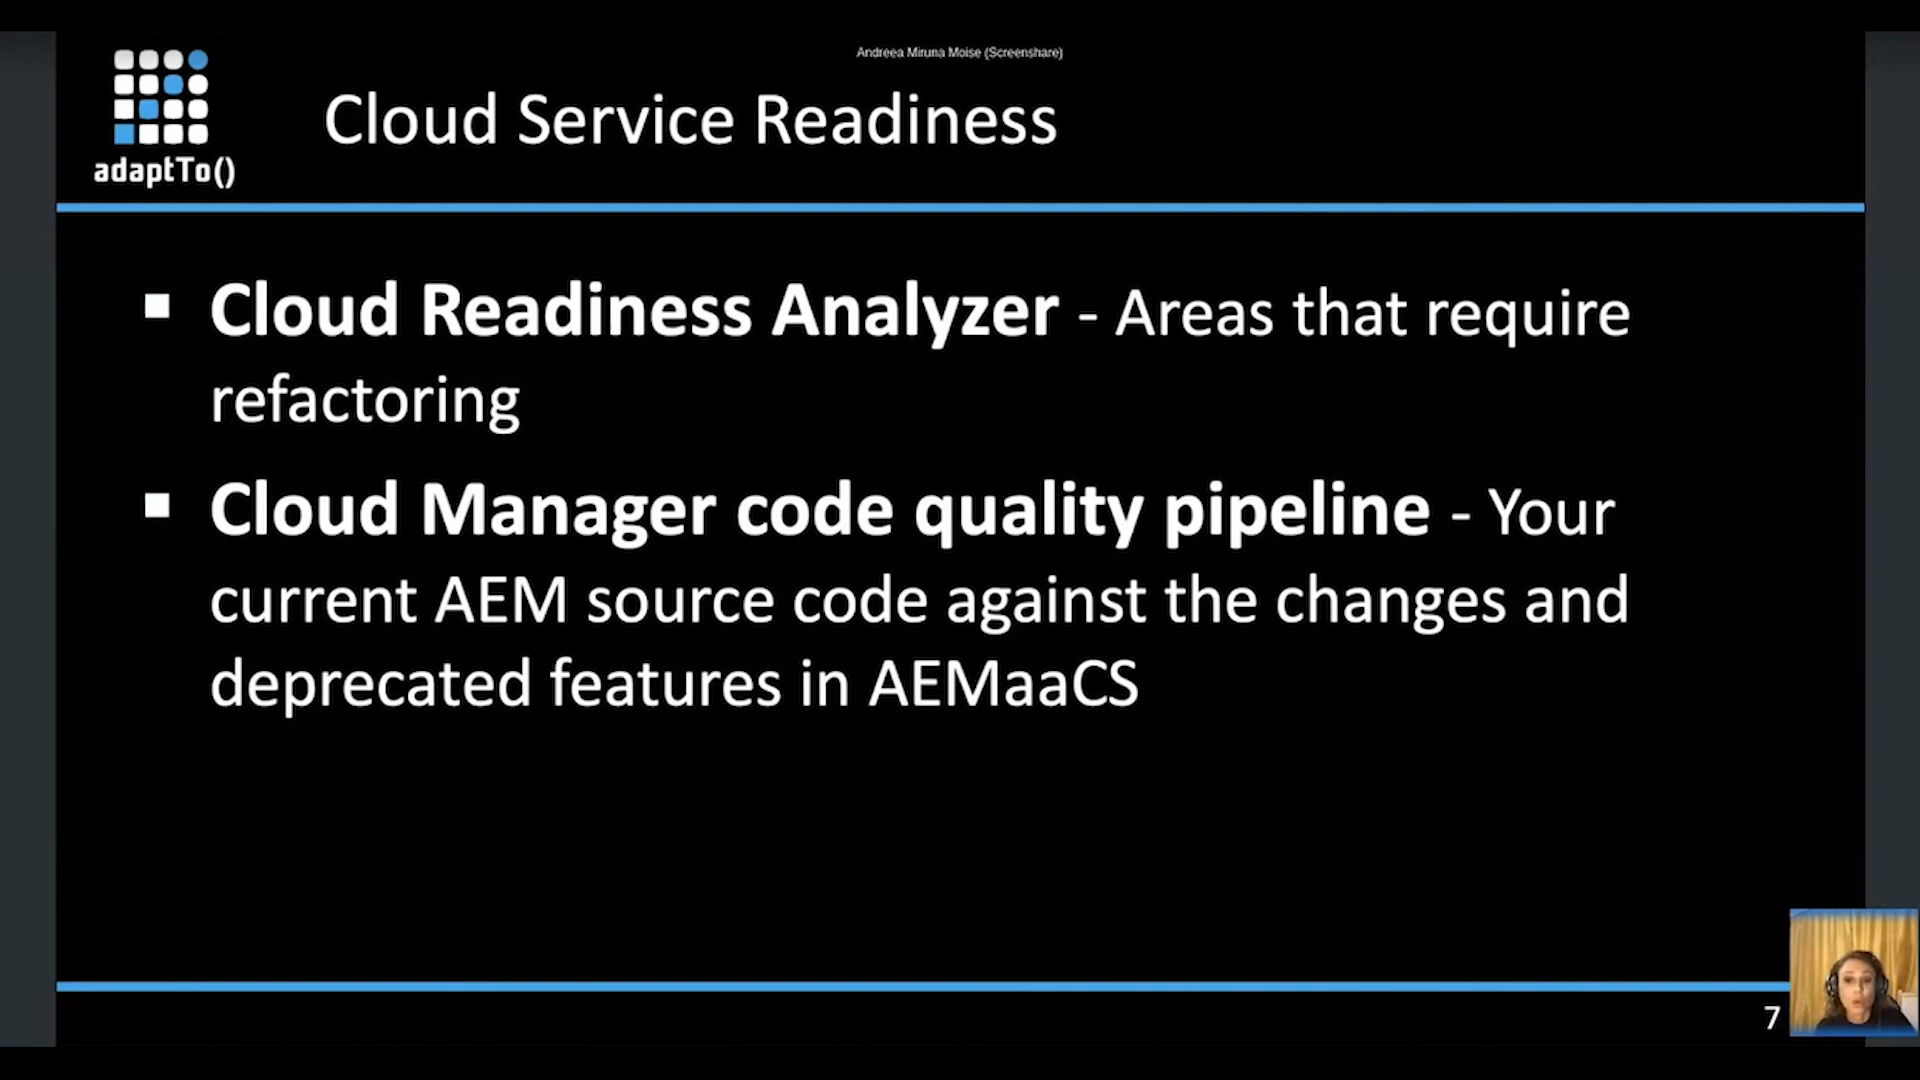 Andreea Miruna Moise (Screenshare)
adaptTo()
Cloud Service Readiness
▪ Cloud Readiness Analyzer - Areas that require
refactoring
▪ Cloud Manager code quality pipeline - Your
current AEM source code against the changes and
deprecated features in AEMaaCS
7